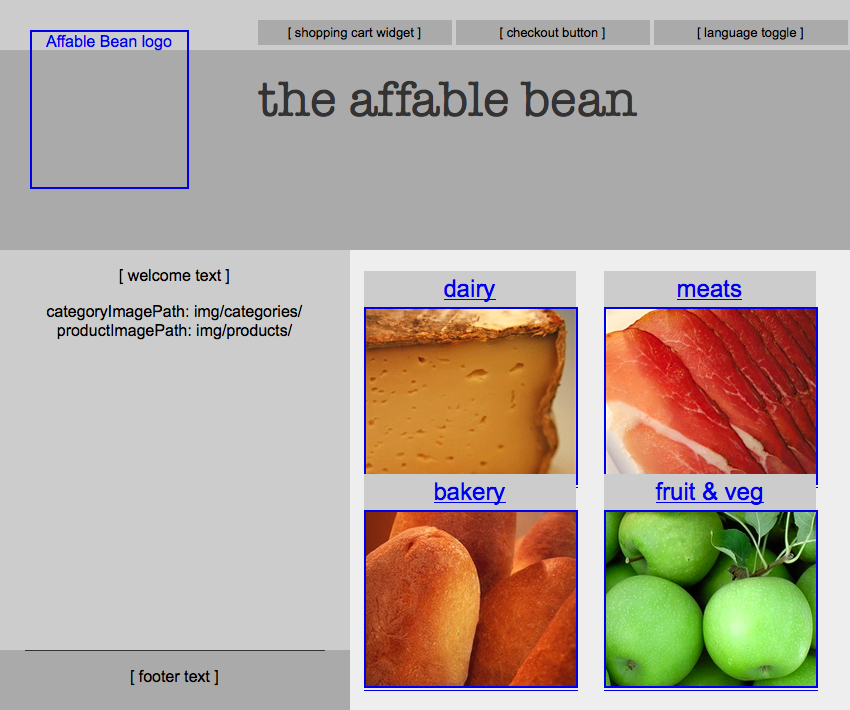 [ shopping cart widget ]
[ checkout button ]
[ language toggle ]
Affable Bean logo
the affable bean
[ welcome text ]
categoryImagePath: img/categories/
productImagePath: img/products/
dairy
meats
bakery
fruit & veg
[ footer text ]